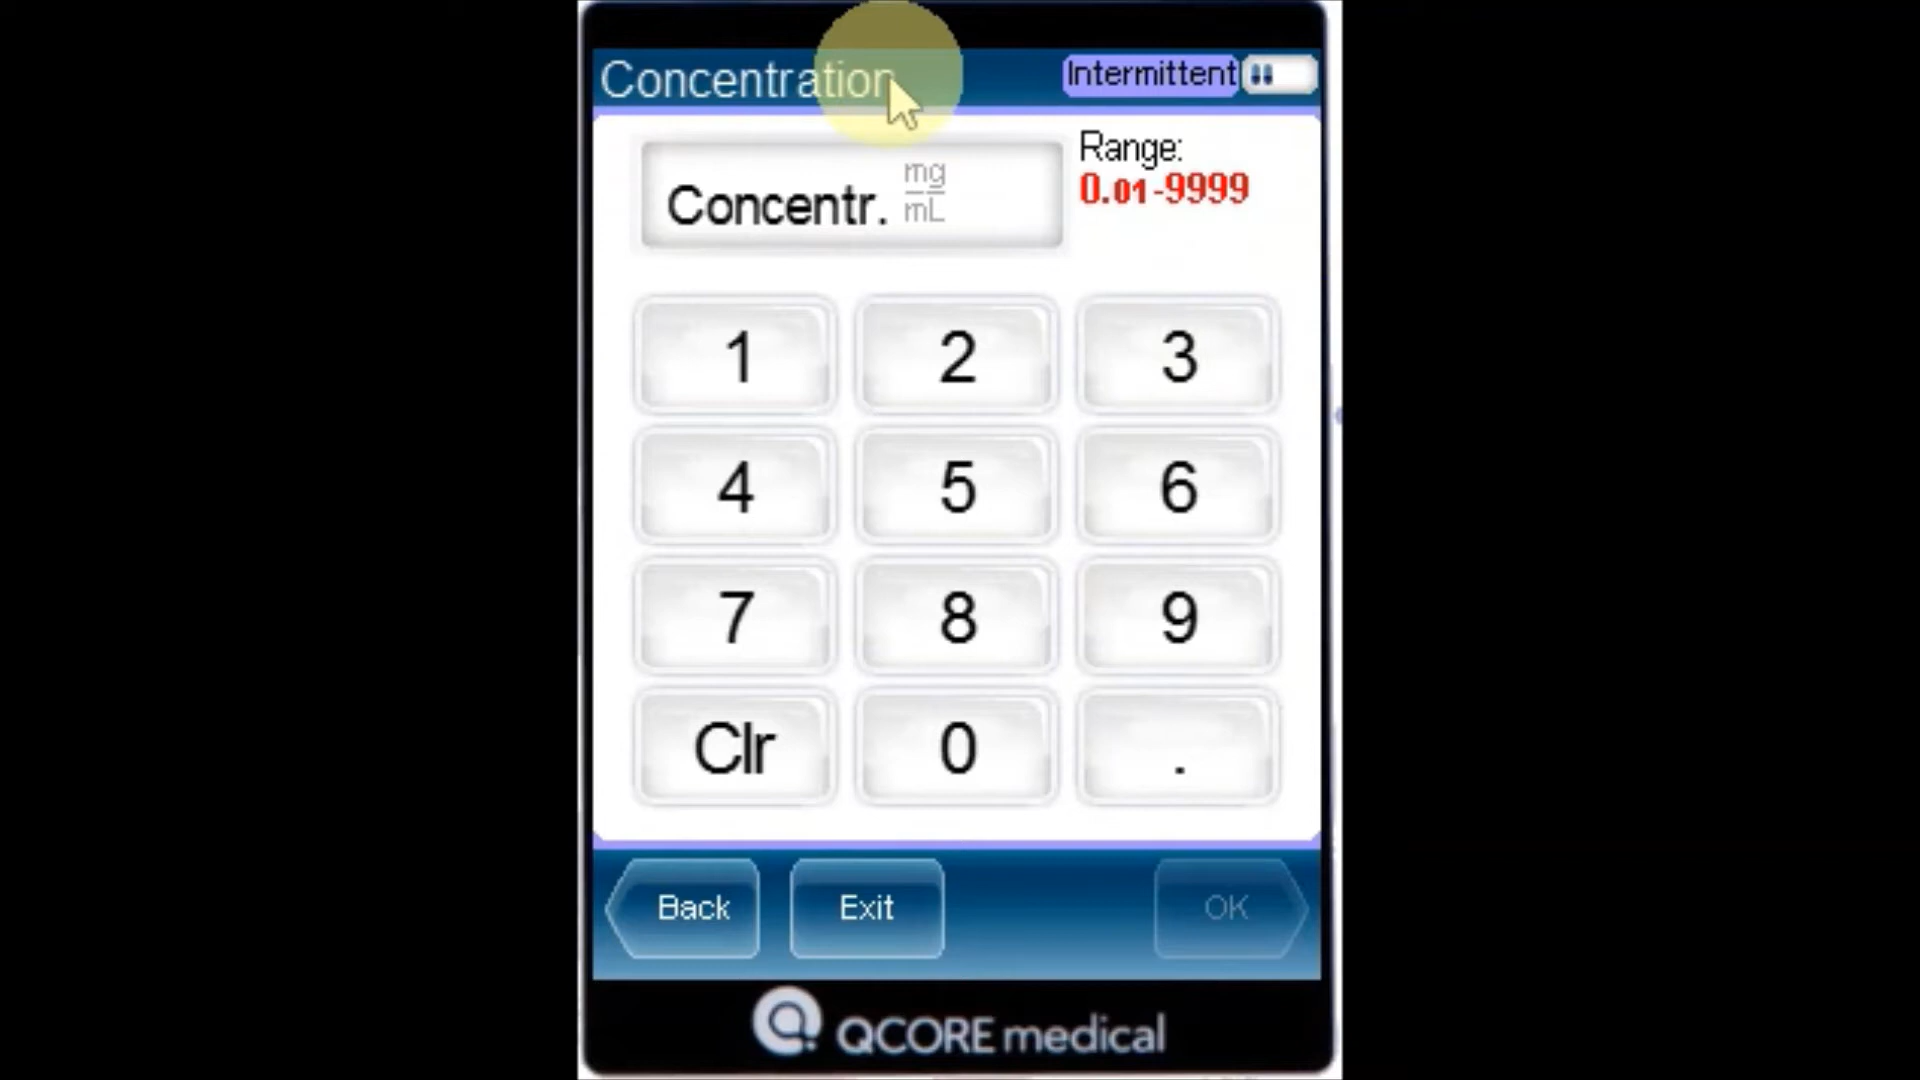 Concentration
Intermittent
Concentr. mg/mL
Range:
0.01-9999
1 2 3
4 5 6
7 8 9
Clr 0 .
Back Exit OK
QCORE medical